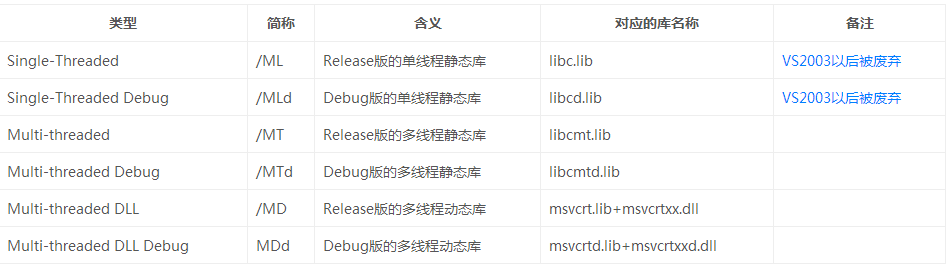 类型 简称 含义 对应的库名称 备注
Single-Threaded /ML Release版的单线程静态库 libc.lib VS2003以后被废弃
Single-Threaded Debug /MLd Debug版的单线程静态库 libcd.lib VS2003以后被废弃
Multi-threaded /MT Release版的多线程静态库 libcmt.lib
Multi-threaded Debug /MTd Debug版的多线程静态库 libcmtd.lib
Multi-threaded DLL /MD Release版的多线程动态库 msvcrt.lib+msvcrtxx.dll
Multi-threaded DLL Debug MDd Debug版的多线程动态库 msvcrtd.lib+msvcrtxxd.dll